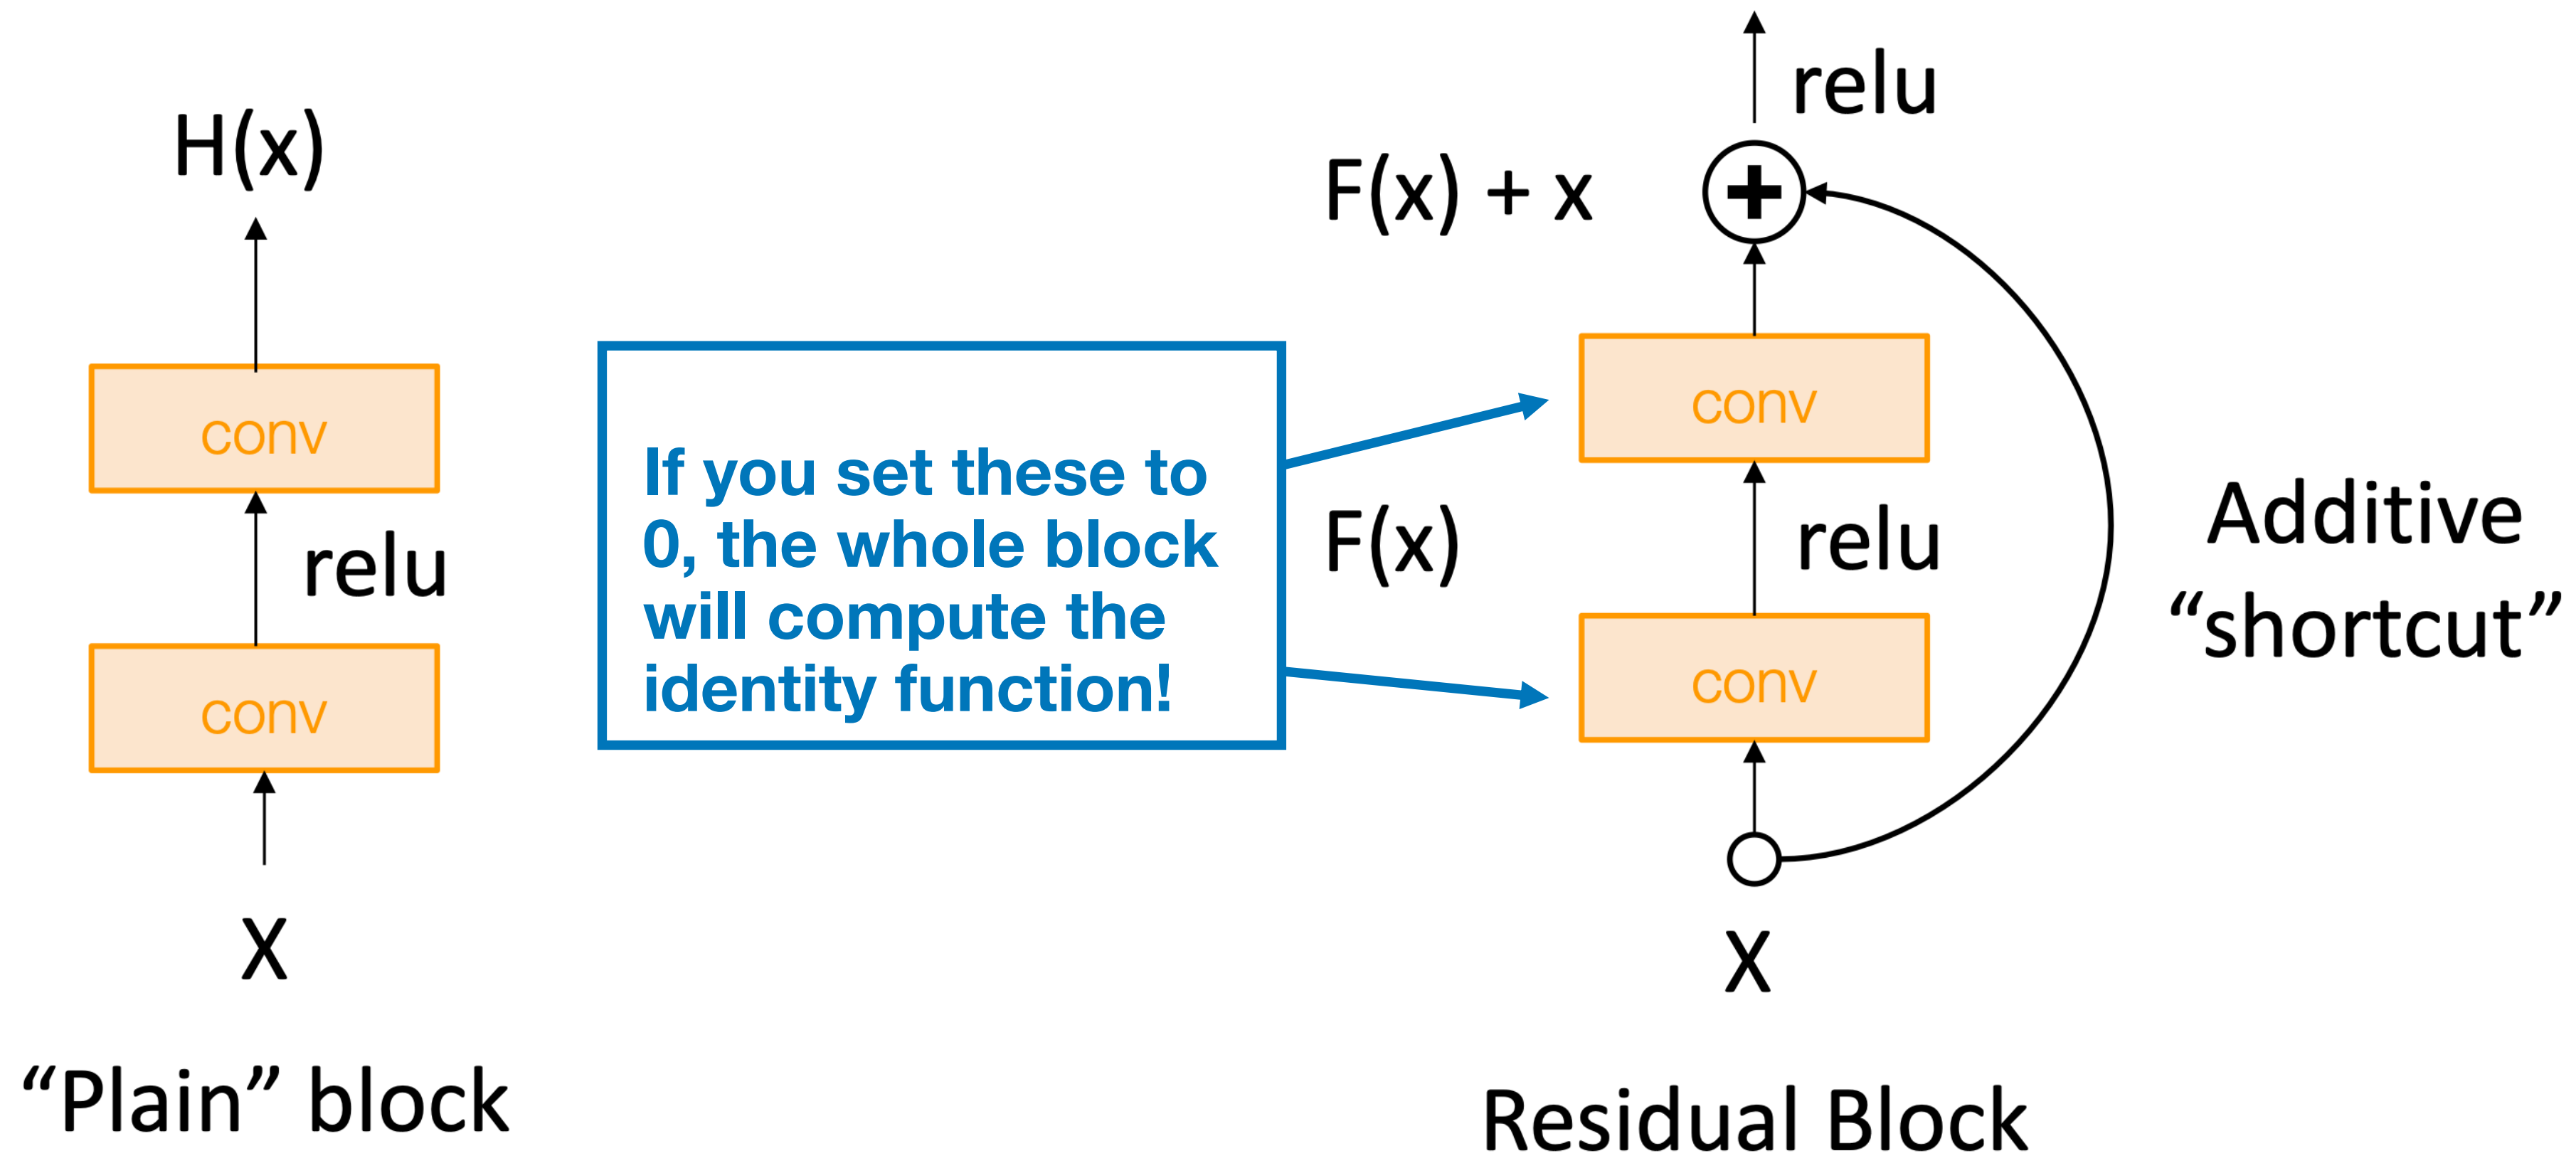 H(x)
conv
relu
conv
X
“Plain” block
If you set these to
0, the whole block
will compute the
identity function!
relu
F(x) + x
conv
F(x)
relu
conv
X
Residual Block
Additive
“shortcut”